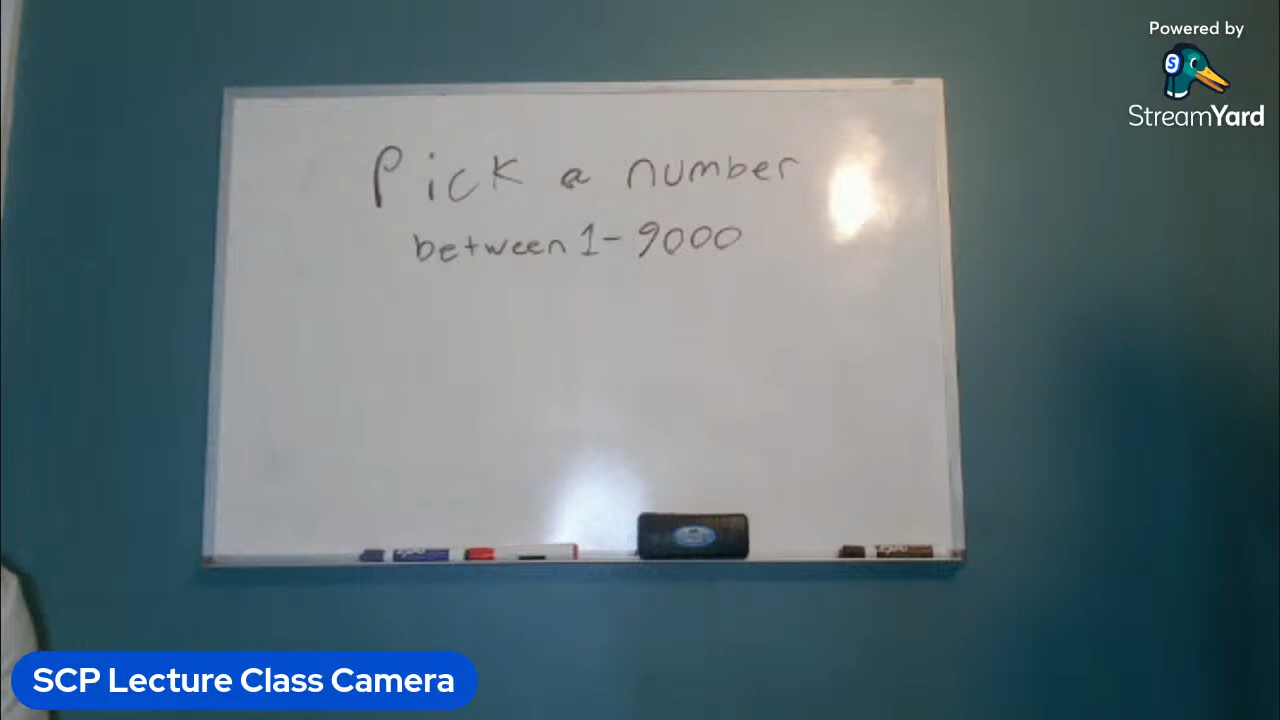 Powered by
StreamYard
Pick a number
between 1-9000
SCP Lecture Class Camera